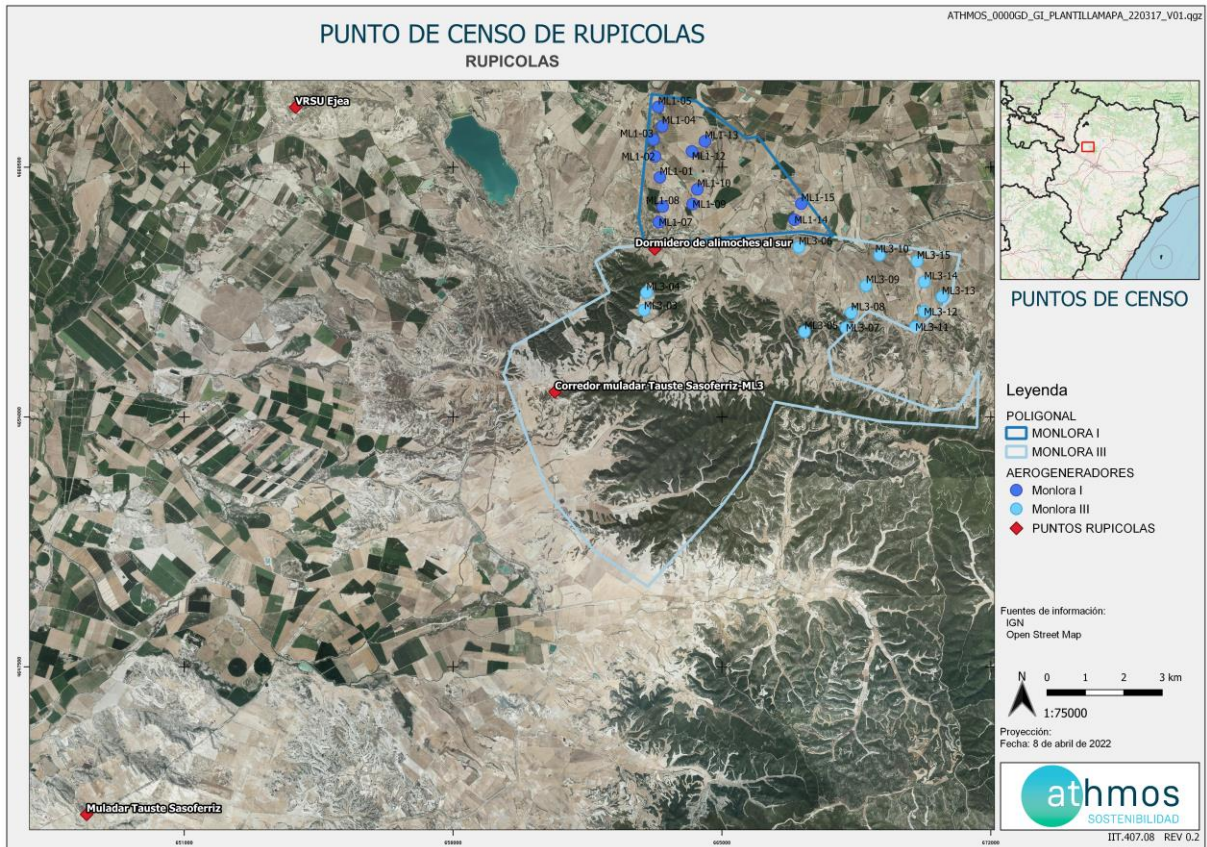 ATHMOS_0000GD_GI_PLANTILLAMAPA_220317_V01.qgz
PUNTO DE CENSO DE RUPICOLAS
RUPICOLAS
VRSU Ejea
ML1-05
ML1-04
ML1-03
ML1-13
ML1-02
ML1-12
ML1-01
ML1-10
ML1-08
ML1-09
ML1-15
ML1-07
ML1-14
Dormidero de alimoches al sur
ML3-06
ML3-10
ML3-15
ML3-14
ML3-09
ML3-04
ML3-13
ML3-03
ML3-08
ML3-12
ML3-05
ML3-07
ML3-11
Corredor muladar Tauste Sasoferriz-ML3
Muladar Tauste Sasoferriz
651000
658000
665000
672000
PUNTOS DE CENSO
Leyenda
POLIGONAL
MONLORA I
MONLORA III
AEROGENERADORES
Monlora I
Monlora III
PUNTOS RUPICOLAS
Fuentes de información:
IGN
Open Street Map
N
0 1 2 3 km
1:75000
Proyección:
Fecha: 8 de abril de 2022
athmos
SOSTENIBILIDAD
IIT.407.08 REV 0.2